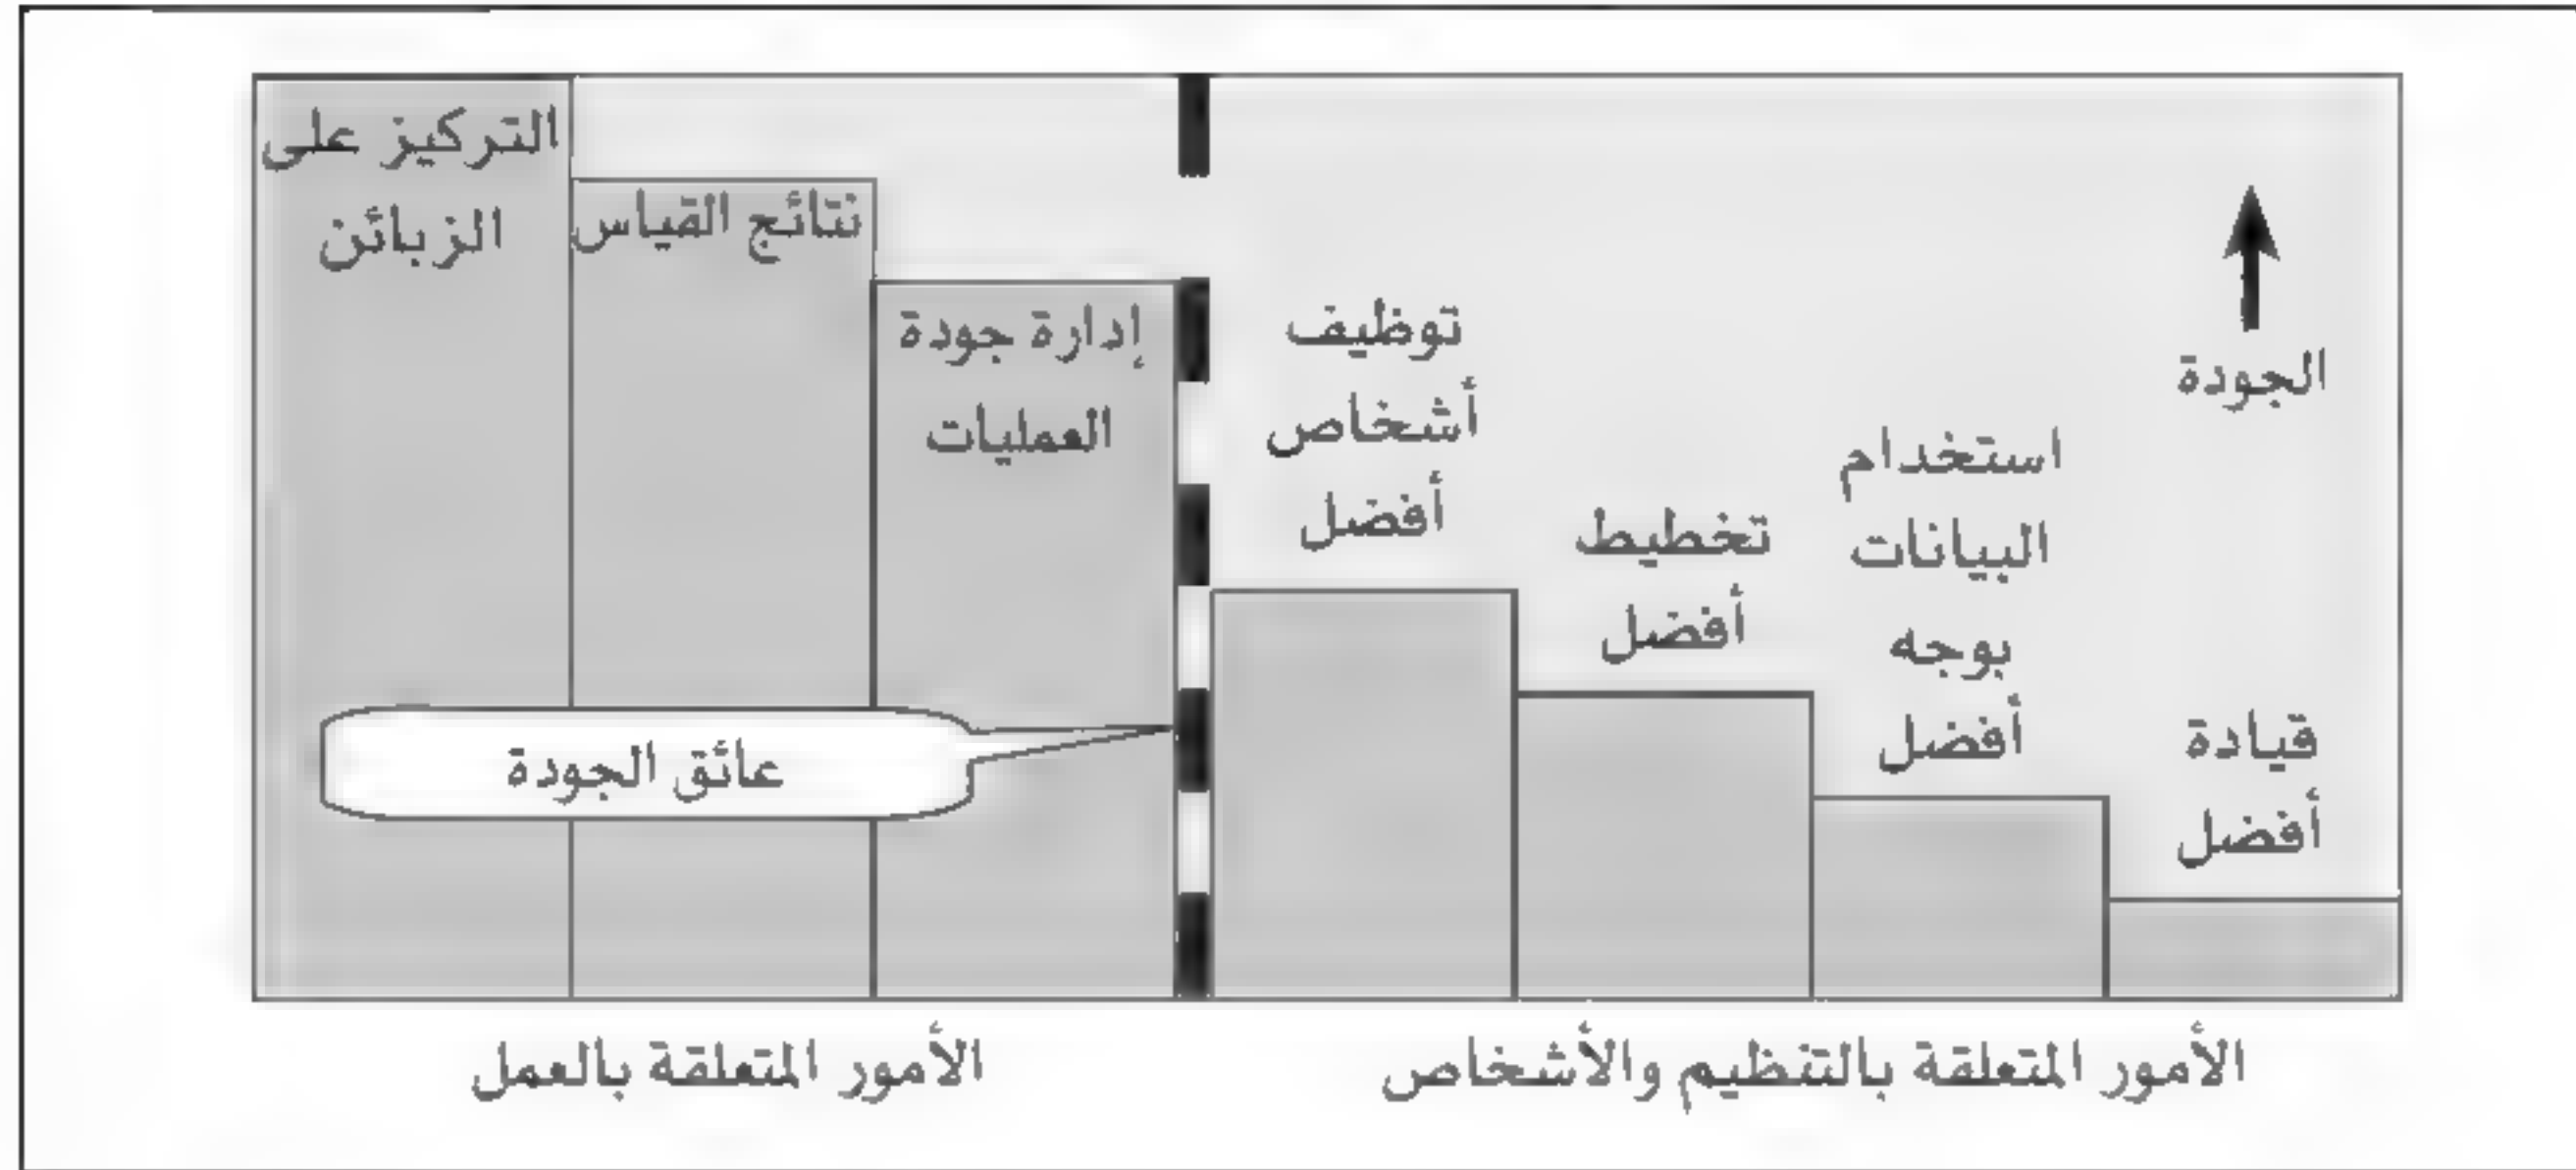 الجودة
قيادة
أفضل
استخدام
البيانات
بوجه
أفضل
تخطيط
أفضل
توظيف
أشخاص
أفضل
إدارة جودة
العمليات
نتائج القياس
التركيز على
الزبائن
عائق الجودة
الأمور المتعلقة بالتنظيم والأشخاص
الأمور المتعلقة بالعمل